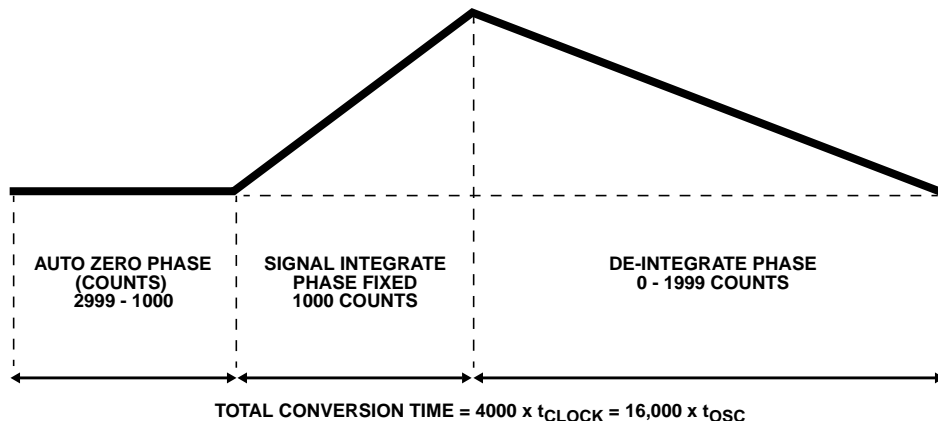 AUTO ZERO PHASE
(COUNTS)
2999 - 1000
SIGNAL INTEGRATE
PHASE FIXED
1000 COUNTS
DE-INTEGRATE PHASE
0 - 1999 COUNTS
TOTAL CONVERSION TIME = 4000 x tCLOCK = 16,000 x tOSC